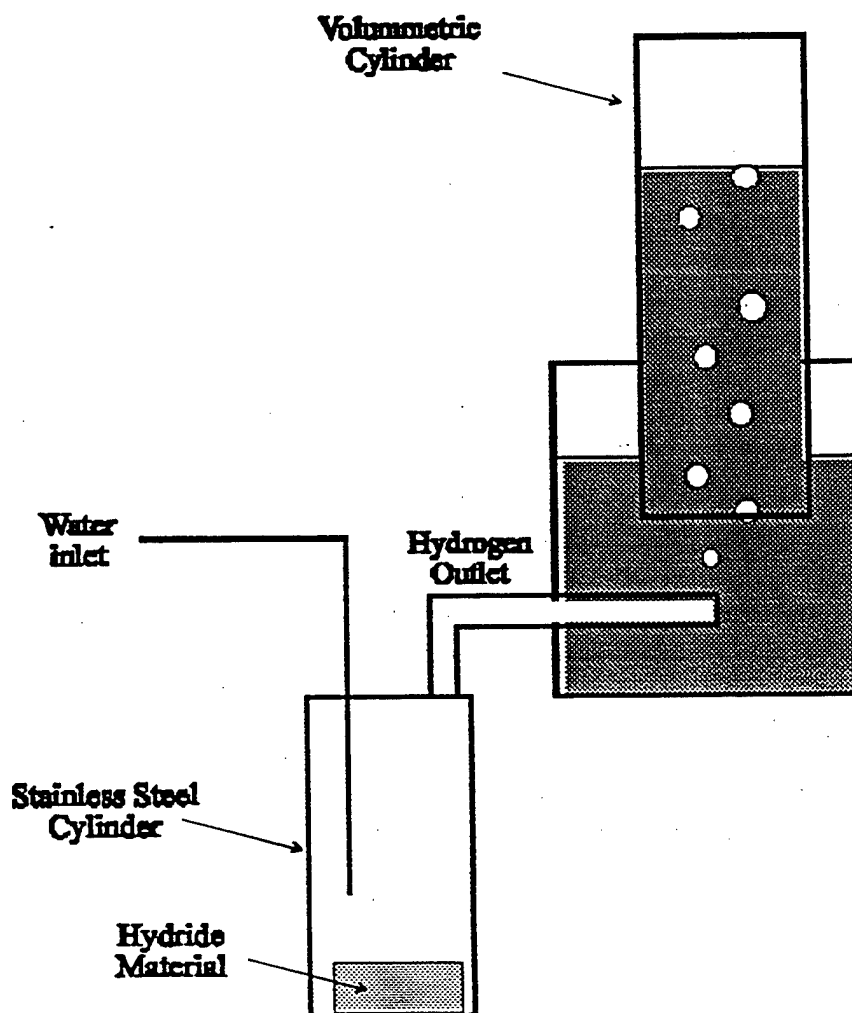 Volummetric
Cylinder
Water
inlet
Hydrogen
Outlet
Stainless Steel
Cylinder
Hydride
Material